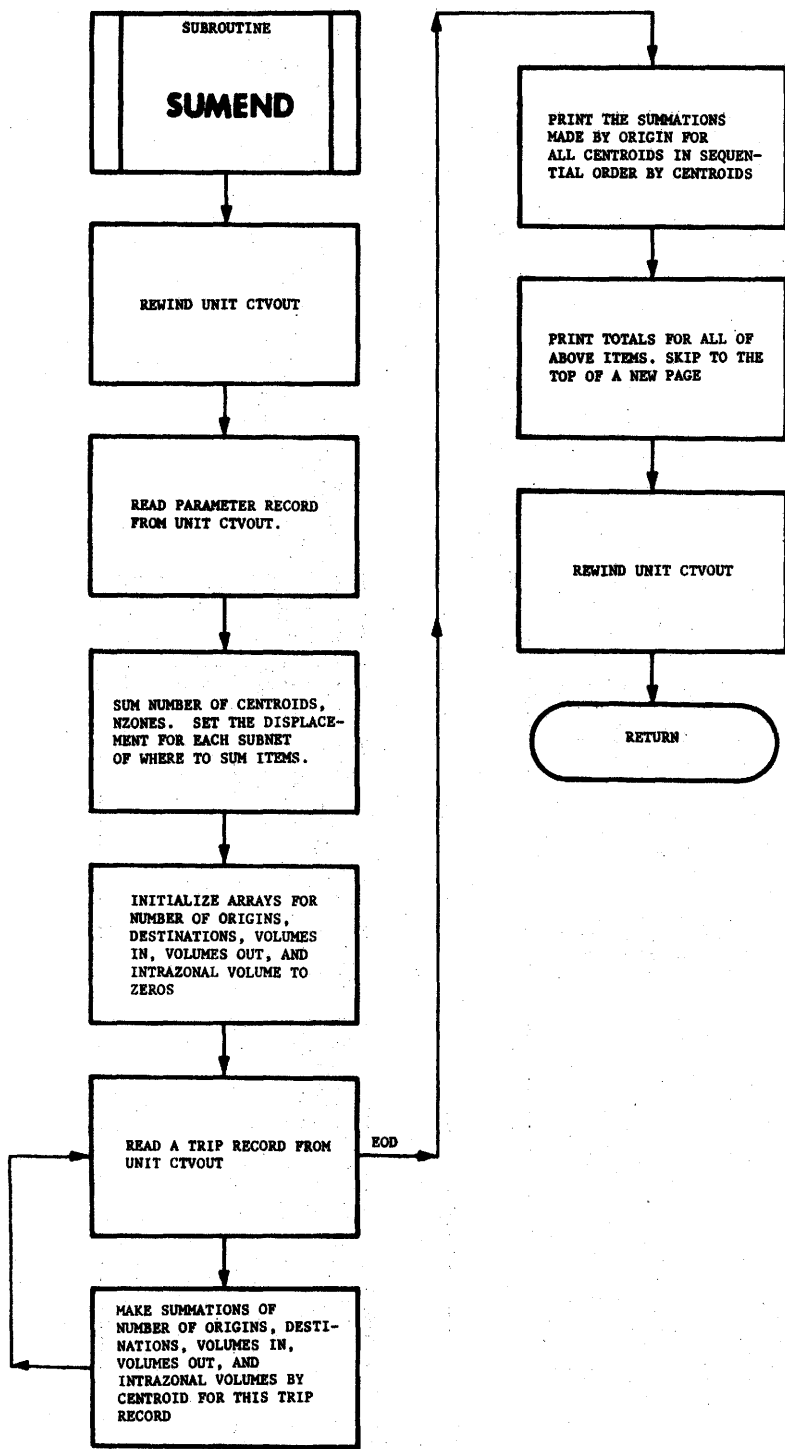 SUBROUTINE
SUMEND
REWIND UNIT CTVOUT
READ PARAMETER RECORD
FROM UNIT CTVOUT.
SUM NUMBER OF CENTROIDS,
NZONES. SET THE DISPLACE-
MENT FOR EACH SUBNET
OF WHERE TO SUM ITEMS.
INITIALIZE ARRAYS FOR
NUMBER OF ORIGINS,
DESTINATIONS, VOLUMES
IN, VOLUMES OUT, AND
INTRAZONAL VOLUME TO
ZEROS
READ A TRIP RECORD FROM
UNIT CTVOUT
EOD
MAKE SUMMATIONS OF
NUMBER OF ORIGINS, DESTI-
NATIONS, VOLUMES IN,
VOLUMES OUT, AND
INTRAZONAL VOLUMES BY
CENTROID FOR THIS TRIP
RECORD
PRINT THE SUMMATIONS
MADE BY ORIGIN FOR
ALL CENTROIDS IN SEQUEN-
TIAL ORDER BY CENTROIDS
PRINT TOTALS FOR ALL OF
ABOVE ITEMS. SKIP TO THE
TOP OF A NEW PAGE
REWIND UNIT CTVOUT
RETURN